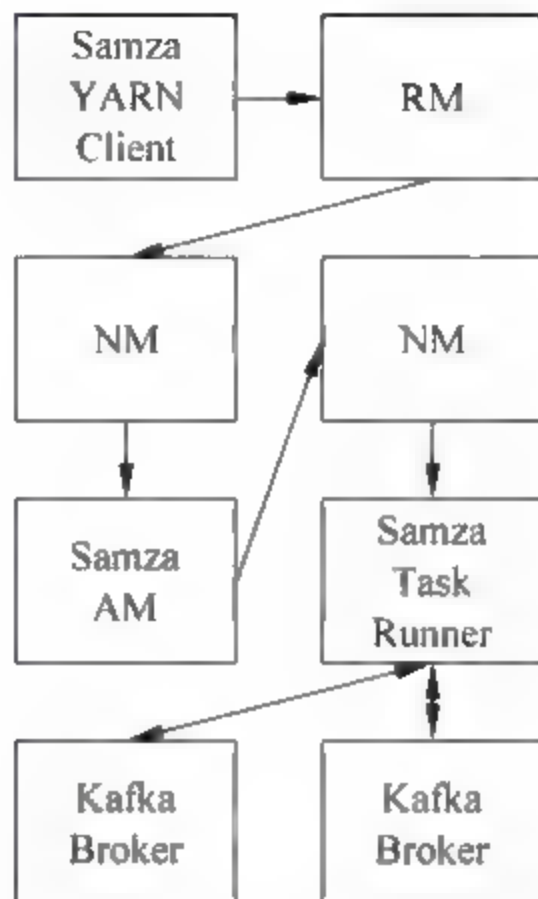 Samza
YARN
Client
RM
NM
NM
Samza
AM
Samza
Task
Runner
Kafka
Broker
Kafka
Broker